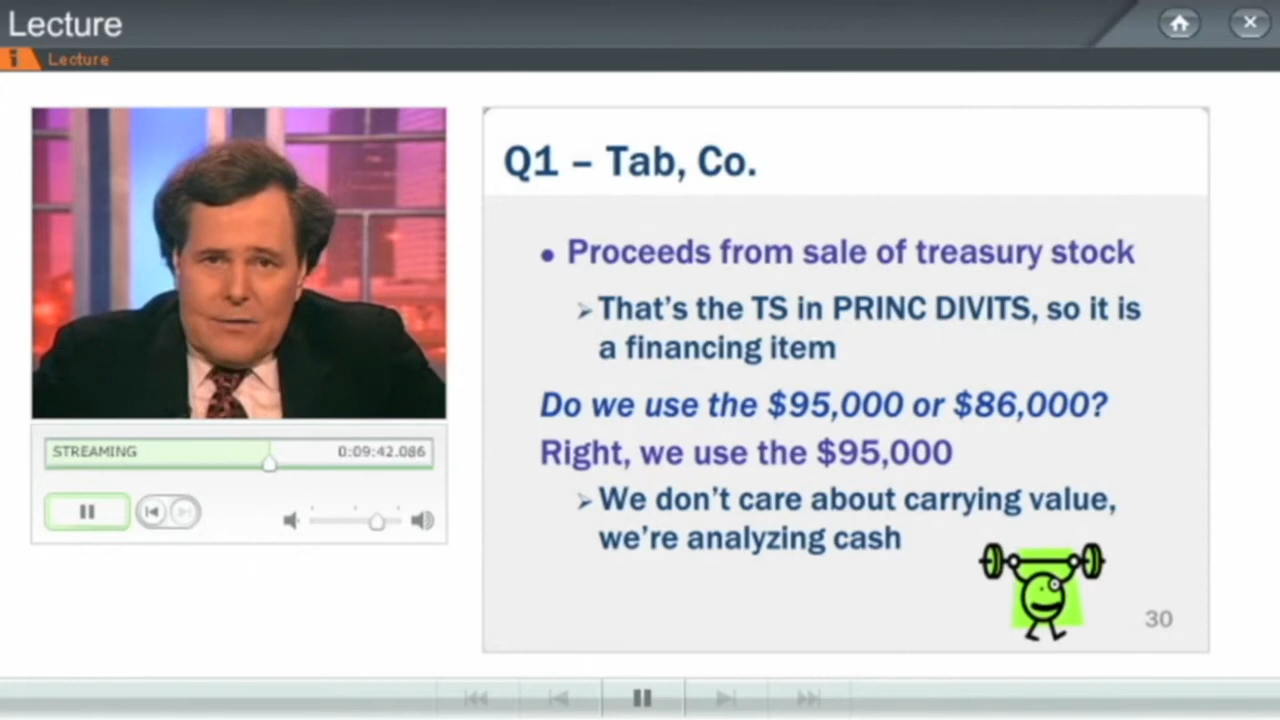 Lecture
Lecture
STREAMING 0:09:42.086
Q1 – Tab, Co.
• Proceeds from sale of treasury stock
➢ That's the TS in PRINC DIVITS, so it is
a financing item
Do we use the $95,000 or $86,000?
Right, we use the $95,000
➢ We don't care about carrying value,
we're analyzing cash
30